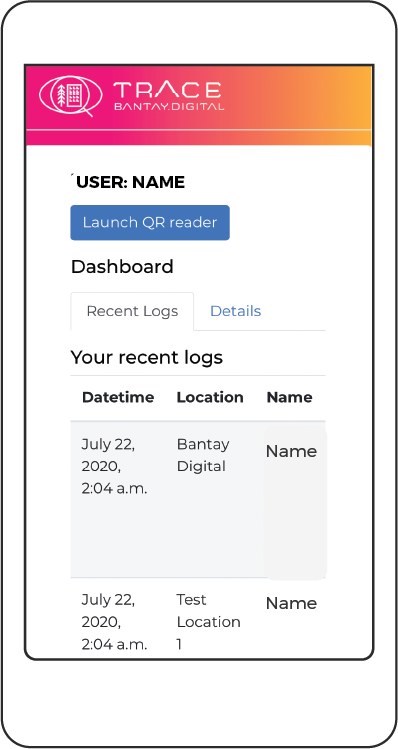 TRACE
BANTAY.DIGITAL
USER: NAME
Launch QR reader
Dashboard
Recent Logs Details
Your recent logs
Datetime Location Name
July 22, Bantay Name
2020, Digital
2:04 a.m.
July 22, Test Name
2020, Location
2:04 a.m. 1